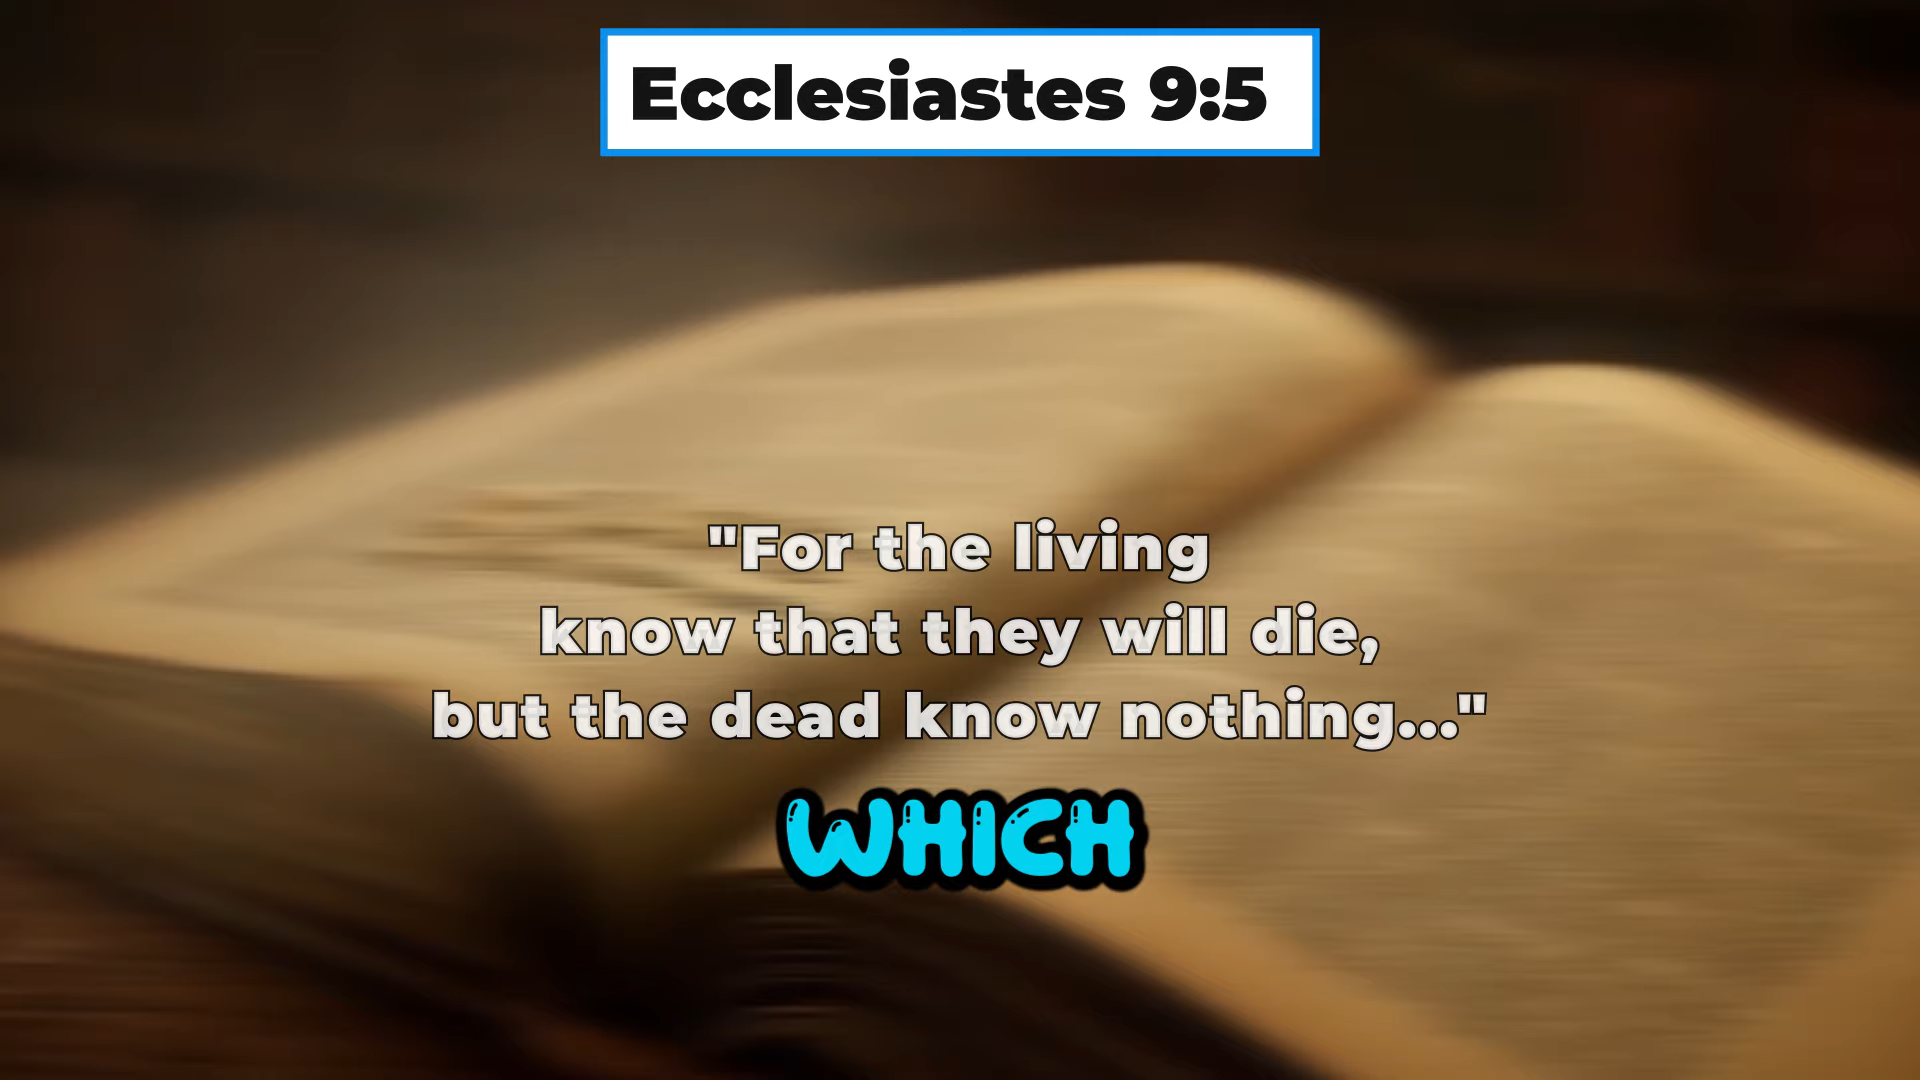 Ecclesiastes 9:5
"For the living
know that they will die,
but the dead know nothing..."
WHICH